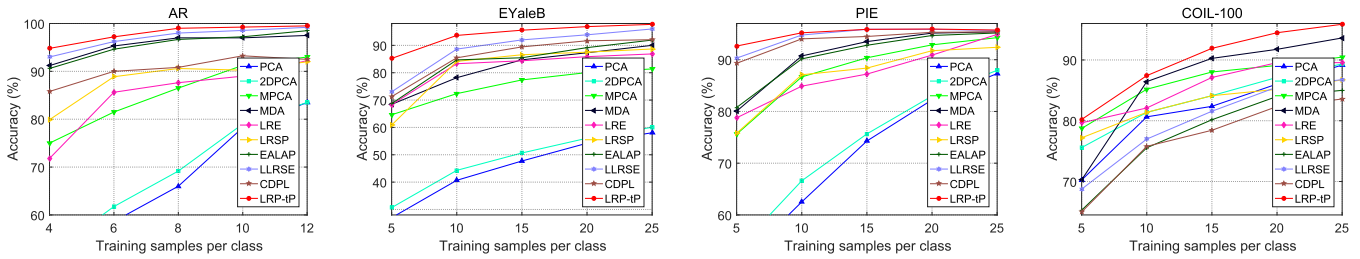 AR
Accuracy (%)
100
90
80
70
60
4
6
8
10
12
Training samples per class
PCA
2DPCA
MPCA
MDA
LRE
LRSP
EALAP
LLRSE
CDPL
LRP-tP
EYaleB
Accuracy (%)
90
80
70
60
50
40
5
10
15
20
25
Training samples per class
PCA
2DPCA
MPCA
MDA
LRE
LRSP
EALAP
LLRSE
CDPL
LRP-tP
PIE
Accuracy (%)
90
80
70
60
5
10
15
20
25
Training samples per class
PCA
2DPCA
MPCA
MDA
LRE
LRSP
EALAP
LLRSE
CDPL
LRP-tP
COIL-100
Accuracy (%)
90
80
70
5
10
15
20
25
Training samples per class
PCA
2DPCA
MPCA
MDA
LRE
LRSP
EALAP
LLRSE
CDPL
LRP-tP